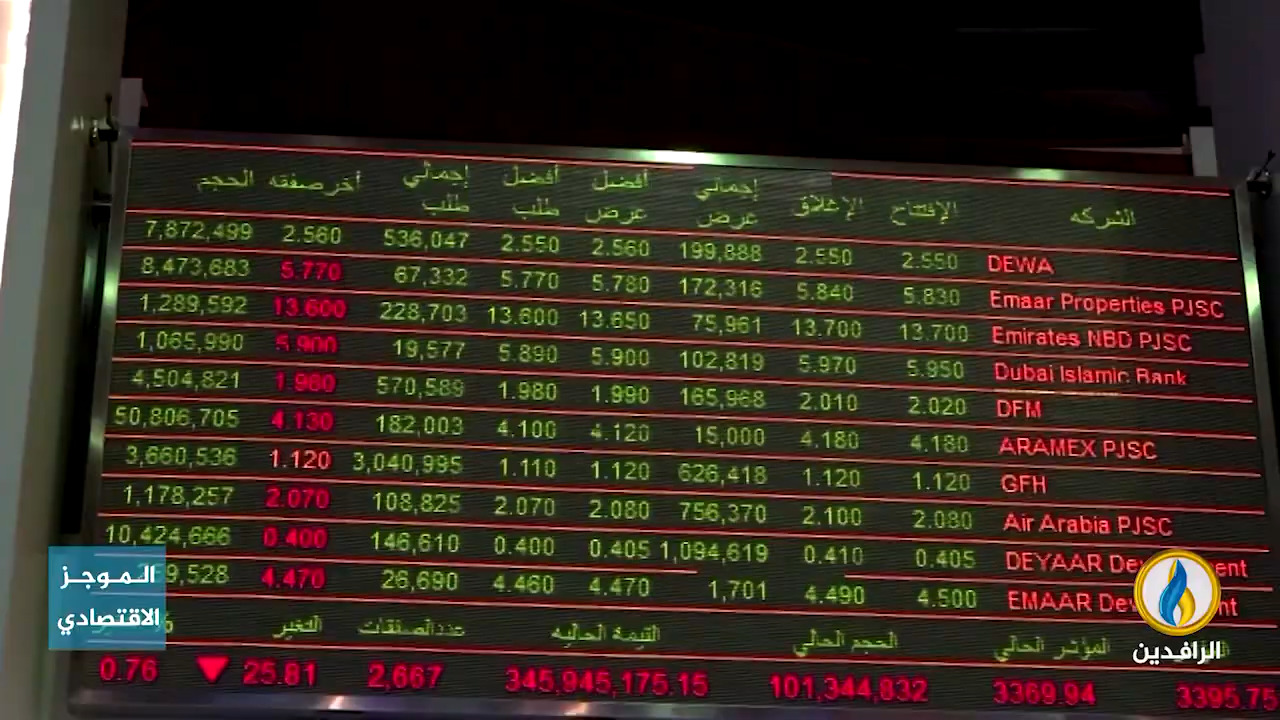 الشركه الإفتتاح الإغلاق إجمالي عرض أفضل عرض أفضل طلب إجمالي طلب أخرصفقه الحجم
DEWA 2.550 2.550 199,888 2.560 2.550 536,047 2.560 7,872,499
Emaar Properties PJSC 5.830 5.840 172,316 5.780 5.770 67,332 5.770 8,473,683
Emirates NBD PJSC 13.700 13.700 75,961 13.650 13.600 228,703 13.600 1,289,592
Dubai Islamic Bank 5.950 5.970 102,819 5.900 5.890 19,577 5.900 1,065,990
DFM 2.020 2.010 165,968 1.990 1.980 570,589 1.980 4,504,821
ARAMEX PJSC 4.180 4.180 15,000 4.120 4.100 182,003 4.130 50,806,705
GFH 1.120 1.120 626,418 1.120 1.110 3,040,995 1.120 3,660,536
Air Arabia PJSC 2.080 2.100 756,370 2.080 2.070 108,825 2.070 1,178,257
DEYAAR 0.405 0.410 1,094,619 0.405 0.400 146,610 0.400 10,424,666
EMAAR 4.500 4.490 1,701 4.470 4.460 26,690 4.470
المؤشر الحالي الحجم الحالي القيمة الحاليه عددالصفقات التغير %
3395.75 3369.94 101,344,832 345,945,175.15 2,667 25.81 ▼ 0.76
الموجز
الاقتصادي
الرافدين